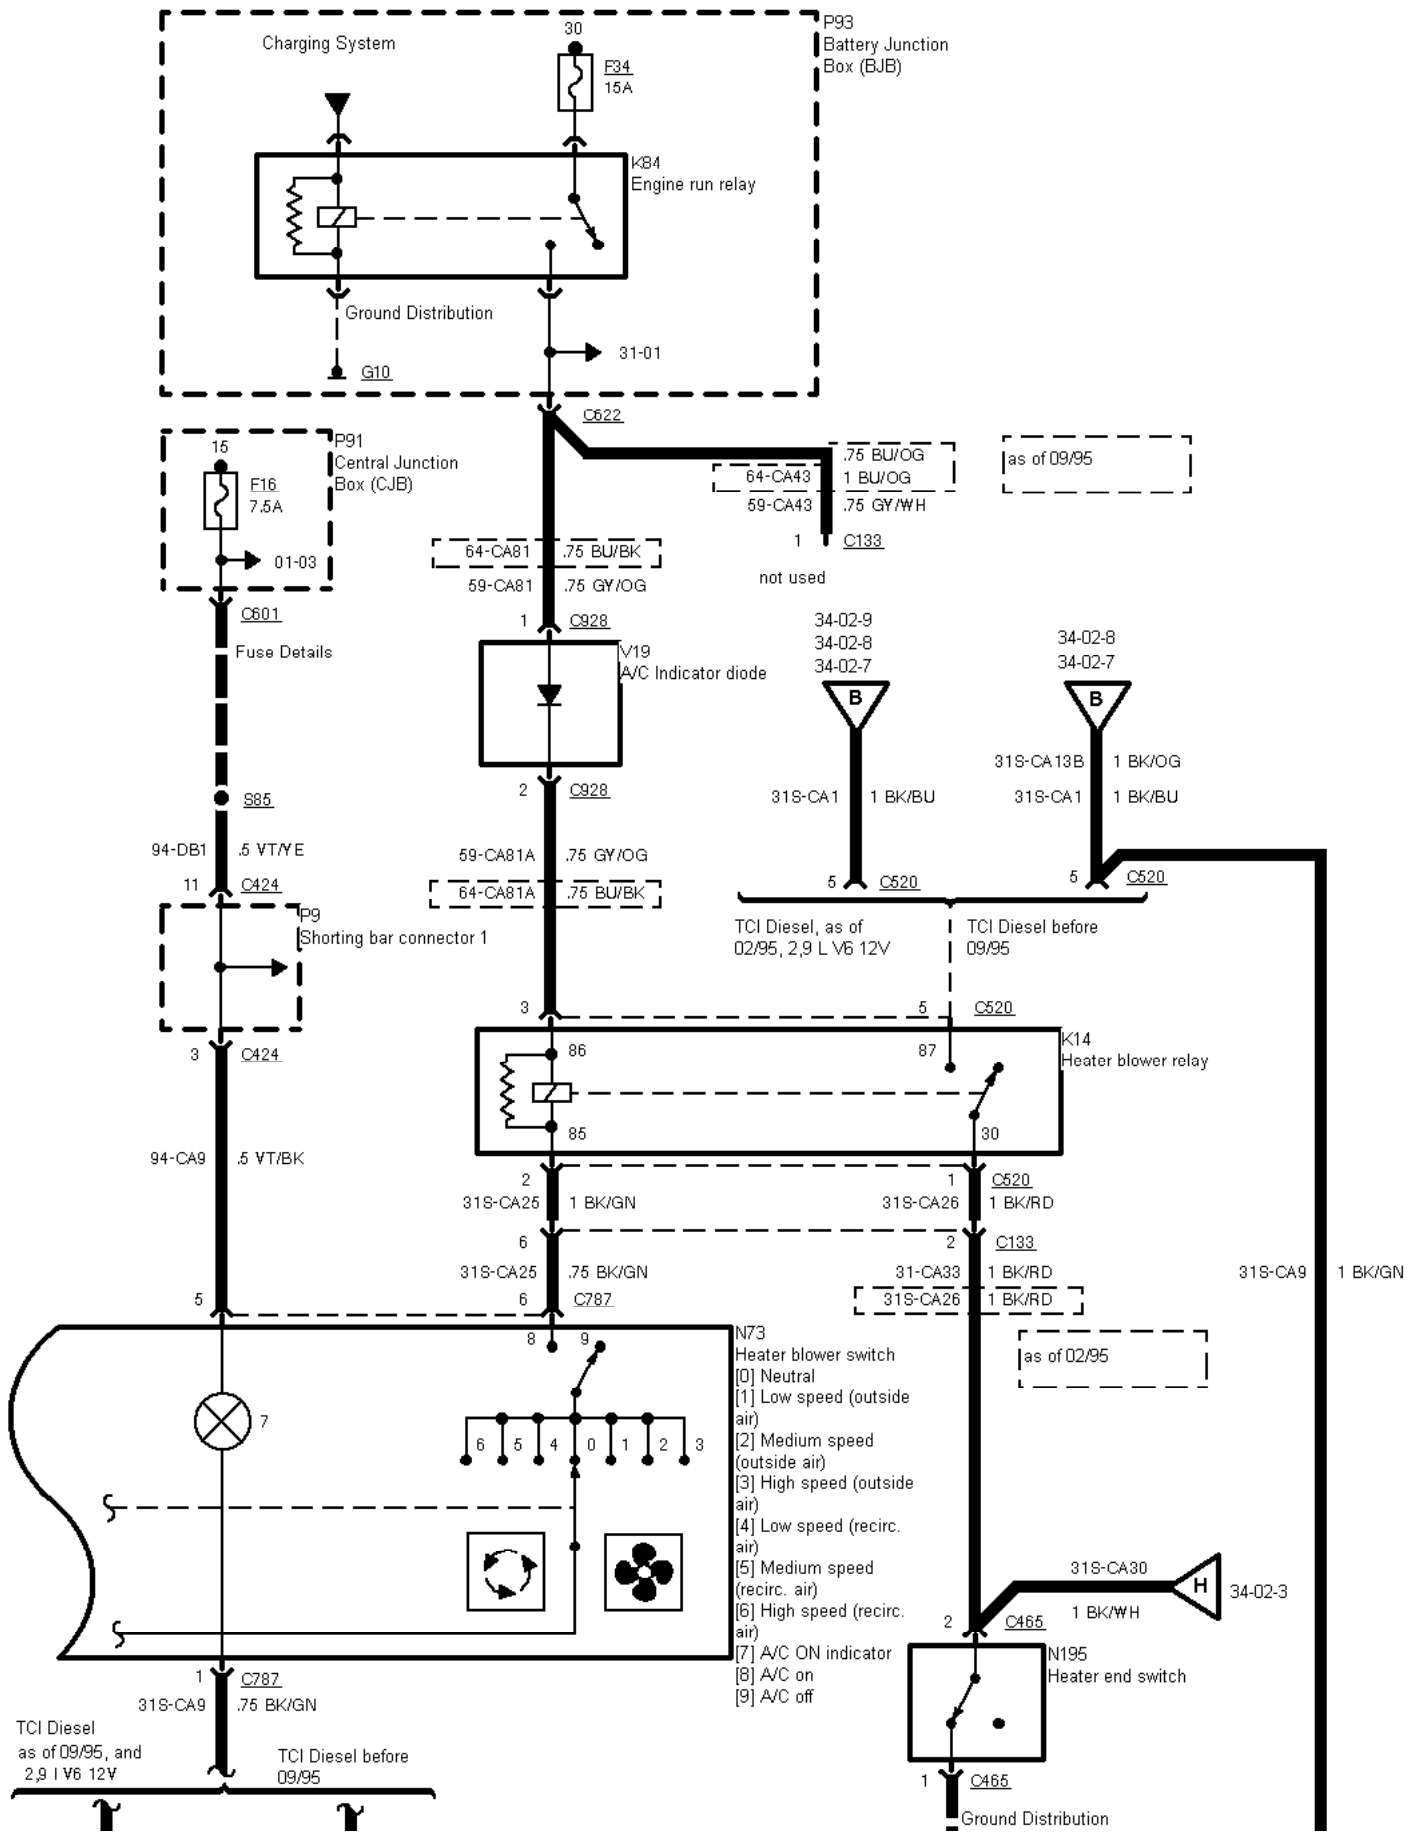 P93
Battery Junction
Box (BJB)
Charging System
30
F34
15A
K84
Engine run relay
Ground Distribution
31-01
G10
C622
15
P91
Central Junction
Box (CJB)
F16
7.5A
01-03
C601
Fuse Details
.75 BU/OG
64-CA43 1 BU/OG
59-CA43 .75 GY/WH
1 C133
not used
as of 09/95
64-CA81 .75 BU/BK
59-CA81 .75 GY/OG
1 C928
V19
A/C Indicator diode
2 C928
34-02-9
34-02-8
34-02-7
B
34-02-8
34-02-7
B
31S-CA13B 1 BK/OG
31S-CA1 1 BK/BU
31S-CA1 1 BK/BU
S85
94-DB1 .5 VT/YE
11 C424
59-CA81A .75 GY/OG
64-CA81A .75 BU/BK
5 C520
5 C520
P9
Shorting bar connector 1
TCI Diesel, as of
02/95, 2,9 L V6 12V
TCI Diesel before
09/95
3 C424
3
5 C520
K14
Heater blower relay
86
87
85
30
94-CA9 .5 VT/BK
2
1 C520
31S-CA25 1 BK/GN
31S-CA26 1 BK/RD
6
2 C133
31S-CA25 .75 BK/GN
31-CA33 1 BK/RD
31S-CA26 1 BK/RD
31S-CA9 1 BK/GN
5
6 C787
as of 02/95
8
9
7
6 5 4 0 1 2 3
N73
Heater blower switch
[0] Neutral
[1] Low speed (outside
air)
[2] Medium speed
(outside air)
[3] High speed (outside
air)
[4] Low speed (recirc.
air)
[5] Medium speed
(recirc. air)
[6] High speed (recirc.
air)
[7] A/C ON indicator
[8] A/C on
[9] A/C off
31S-CA30
1 BK/WH
H
34-02-3
2 C465
N195
Heater end switch
1 C465
Ground Distribution
1 C787
31S-CA9 .75 BK/GN
TCI Diesel
as of 09/95, and
2,9 l V6 12V
TCI Diesel before
09/95